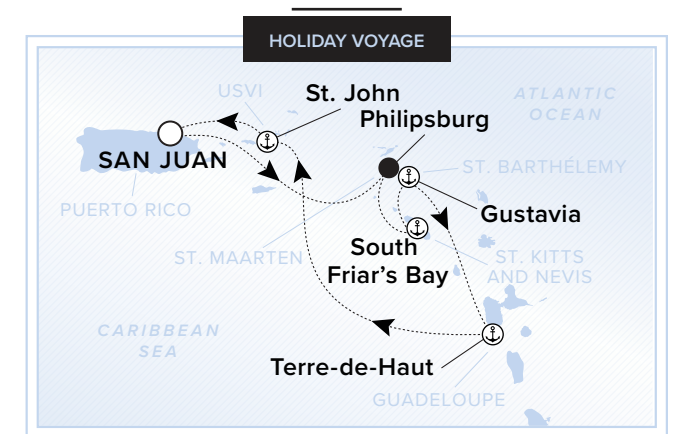 HOLIDAY VOYAGE
USVI
St. John
ATLANTIC
OCEAN
Philipsburg
SAN JUAN
ST. BARTHÉLEMY
PUERTO RICO
Gustavia
ST. MAARTEN
South
Friar's Bay
ST. KITTS
AND NEVIS
CARIBBEAN
SEA
Terre-de-Haut
GUADELOUPE